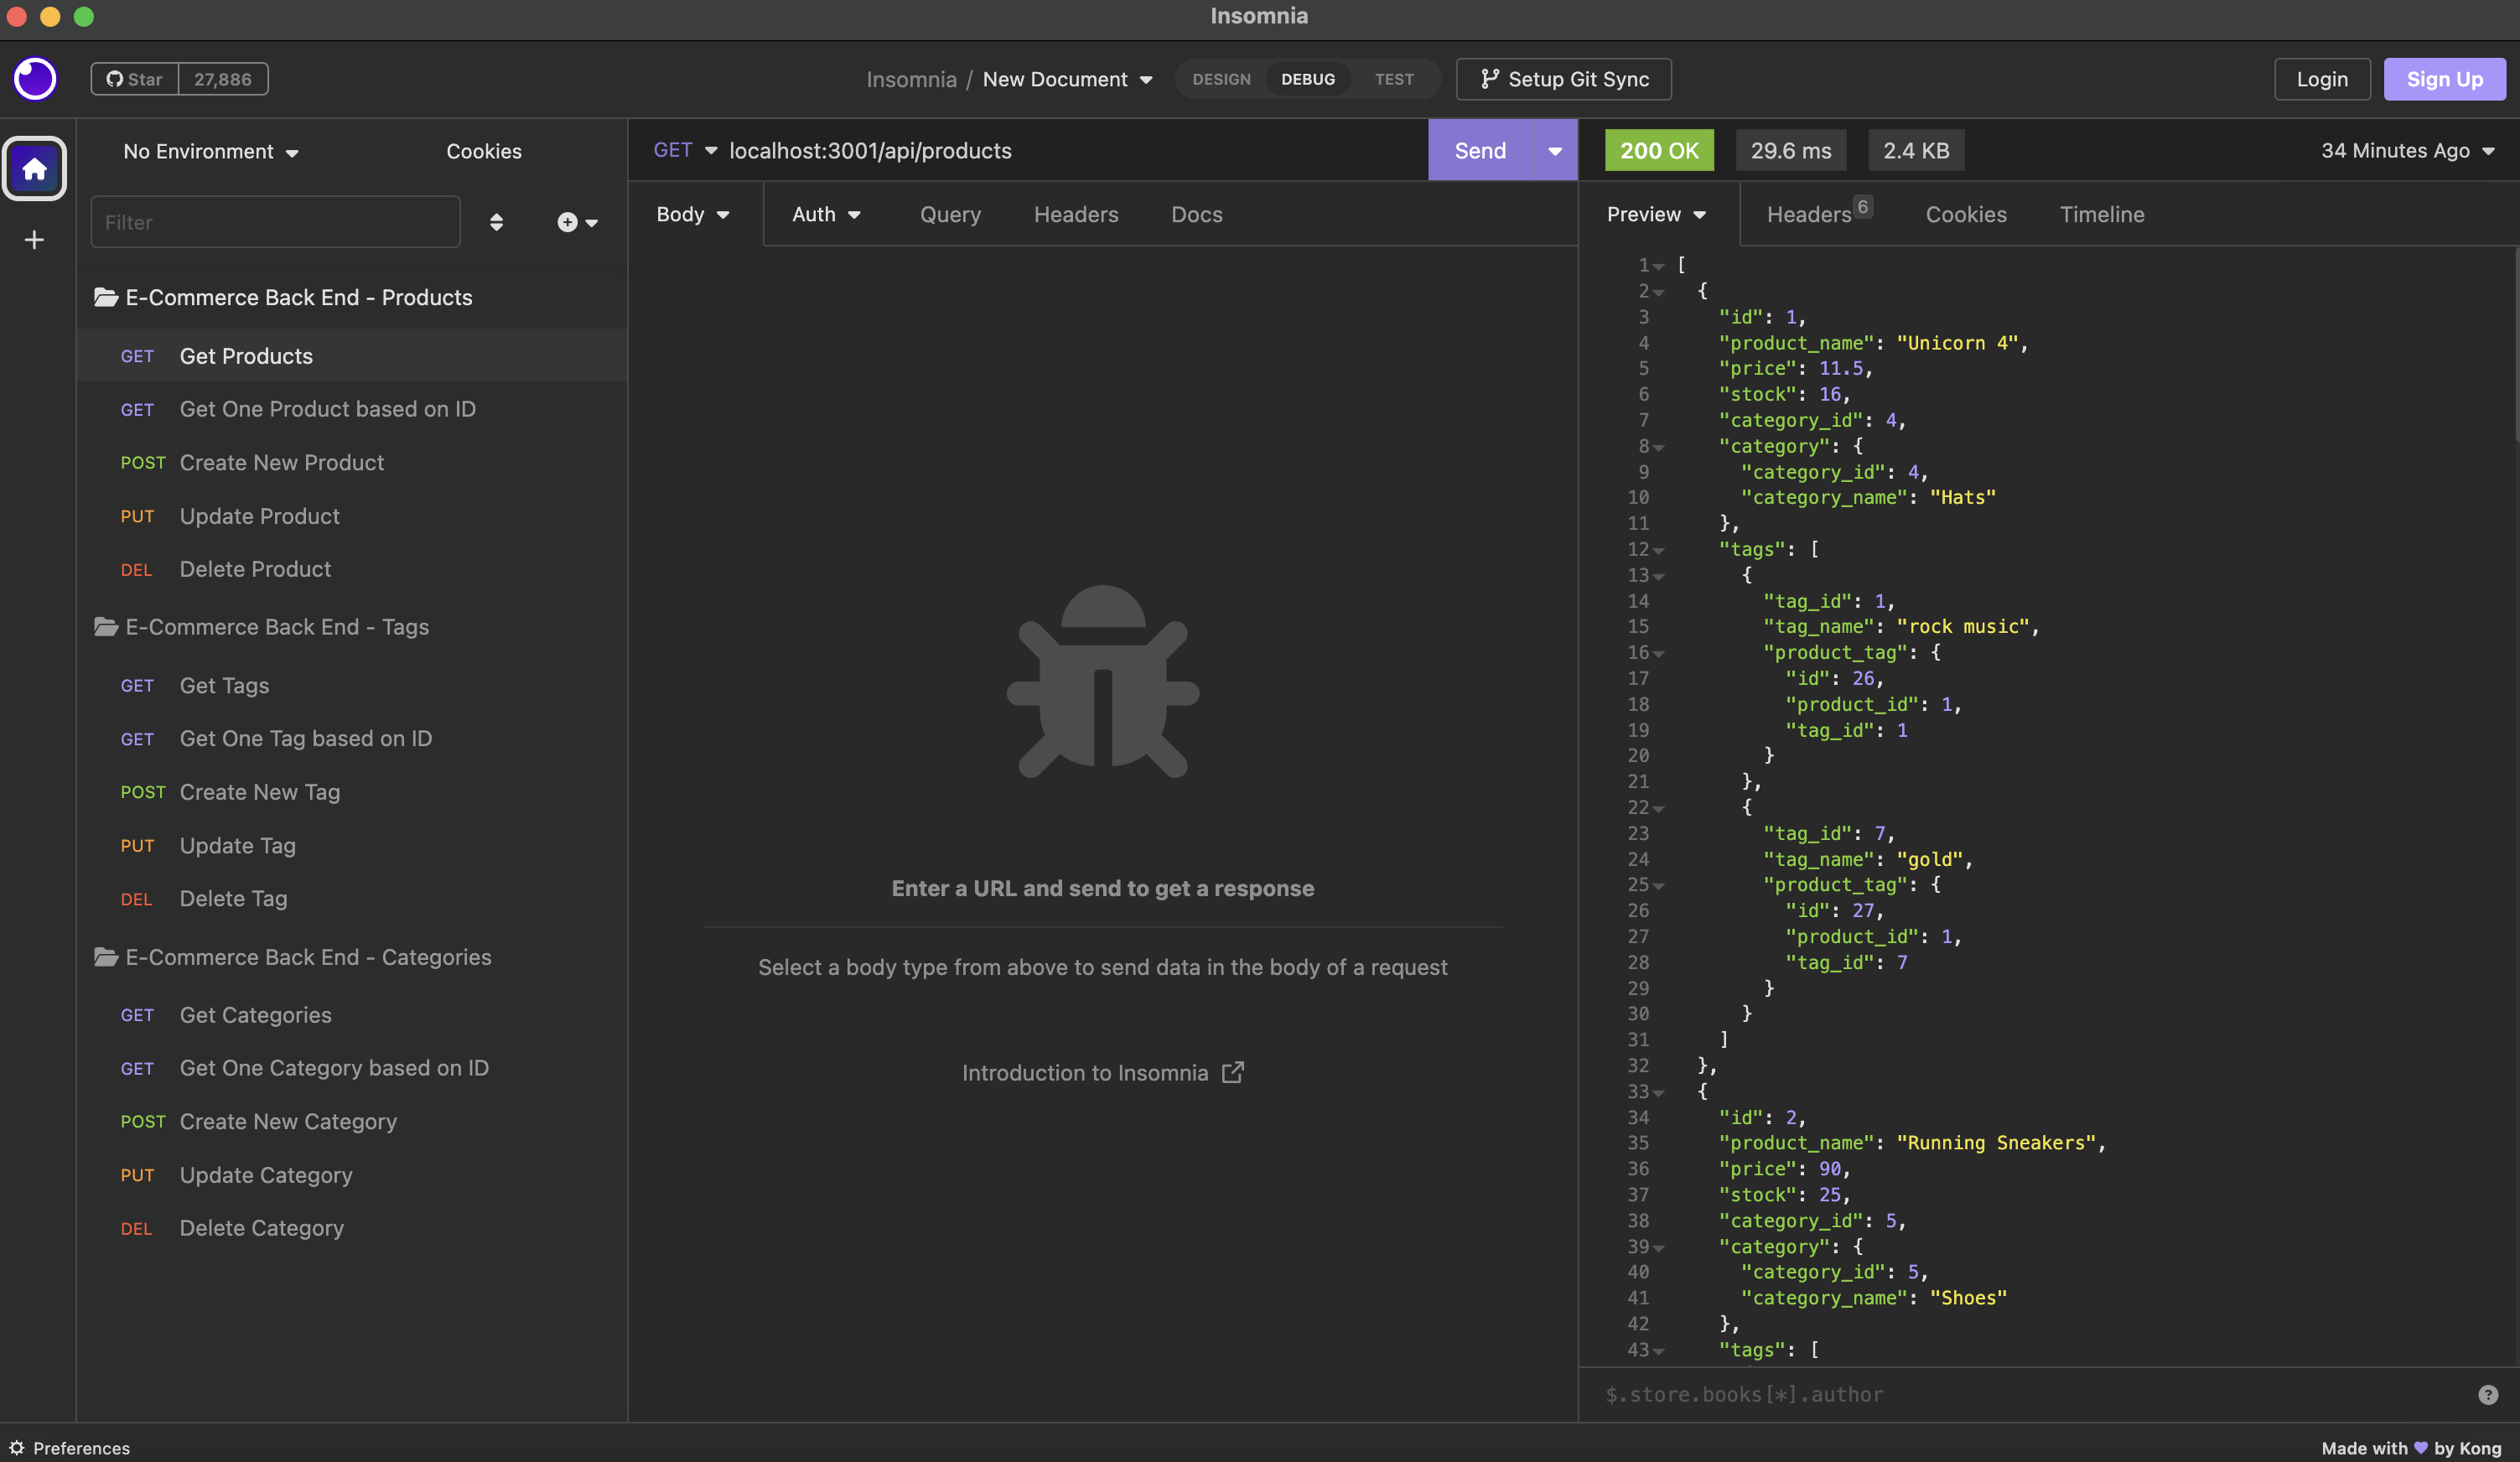 Insomnia
Star 27,886
Insomnia / New Document
DESIGN DEBUG TEST
Setup Git Sync
Login
Sign Up
No Environment
Cookies
Filter
E-Commerce Back End - Products
GET Get Products
GET Get One Product based on ID
POST Create New Product
PUT Update Product
DEL Delete Product
E-Commerce Back End - Tags
GET Get Tags
GET Get One Tag based on ID
POST Create New Tag
PUT Update Tag
DEL Delete Tag
E-Commerce Back End - Categories
GET Get Categories
GET Get One Category based on ID
POST Create New Category
PUT Update Category
DEL Delete Category
GET localhost:3001/api/products
Send
Body Auth Query Headers Docs
Enter a URL and send to get a response
Select a body type from above to send data in the body of a request
Introduction to Insomnia
200 OK 29.6 ms 2.4 KB
34 Minutes Ago
Preview Headers 6 Cookies Timeline
1 [
2 {
3 "id": 1,
4 "product_name": "Unicorn 4",
5 "price": 11.5,
6 "stock": 16,
7 "category_id": 4,
8 "category": {
9 "category_id": 4,
10 "category_name": "Hats"
11 },
12 "tags": [
13 {
14 "tag_id": 1,
15 "tag_name": "rock music",
16 "product_tag": {
17 "id": 26,
18 "product_id": 1,
19 "tag_id": 1
20 }
21 },
22 {
23 "tag_id": 7,
24 "tag_name": "gold",
25 "product_tag": {
26 "id": 27,
27 "product_id": 1,
28 "tag_id": 7
29 }
30 }
31 ]
32 },
33 {
34 "id": 2,
35 "product_name": "Running Sneakers",
36 "price": 90,
37 "stock": 25,
38 "category_id": 5,
39 "category": {
40 "category_id": 5,
41 "category_name": "Shoes"
42 },
43 "tags": [
$.store.books[*].author
?
Preferences
Made with 💜 by Kong